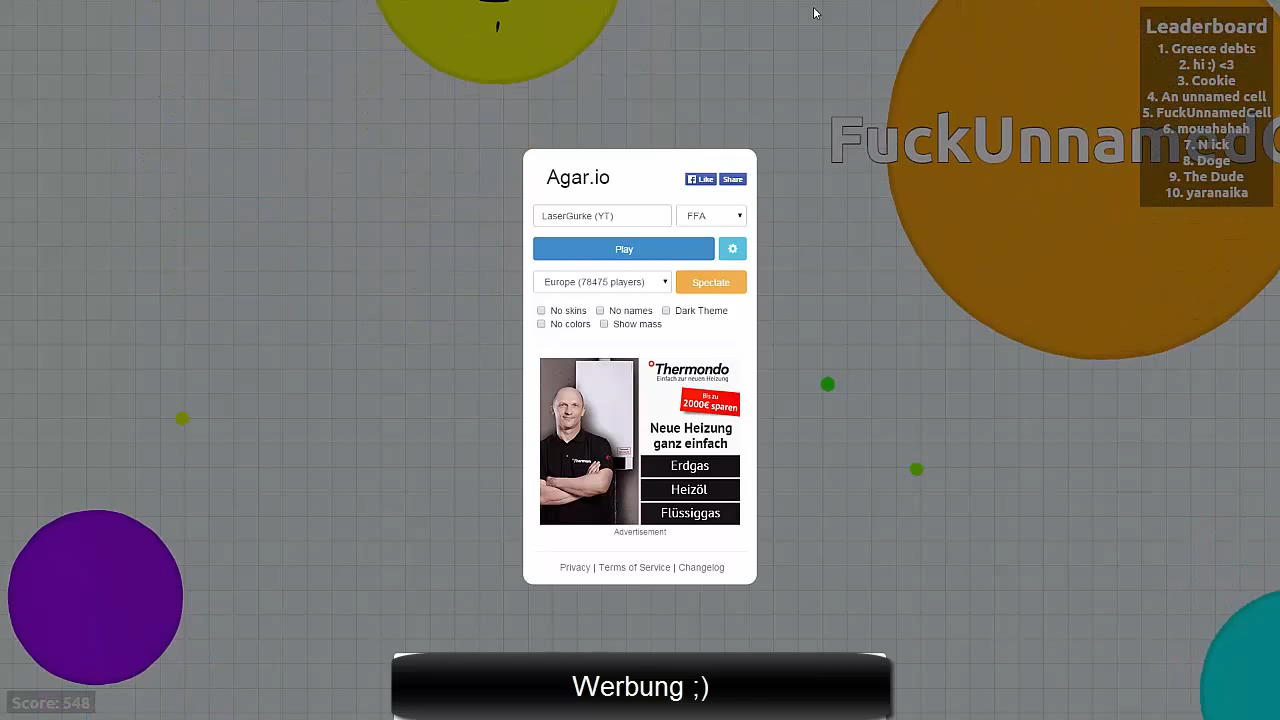 Leaderboard
1. Greece debts
2. hi :) <3
3. Cookie
4. An unnamed cell
5. FuckUnnamedCell
6. mouahahah
7. N ick
8. Doge
9. The Dude
10. yaranaika
FuckUnnamedC
Agar.io
Like
Share
LaserGurke (YT)
FFA
Play
Europe (78475 players)
Spectate
No skins
No names
Dark Theme
No colors
Show mass
Thermondo
Einfach zur neuen Heizung
Bis zu
2000€ sparen
Neue Heizung
ganz einfach
Erdgas
Heizöl
Flüssiggas
Advertisement
Privacy | Terms of Service | Changelog
Werbung ;)
Score: 548